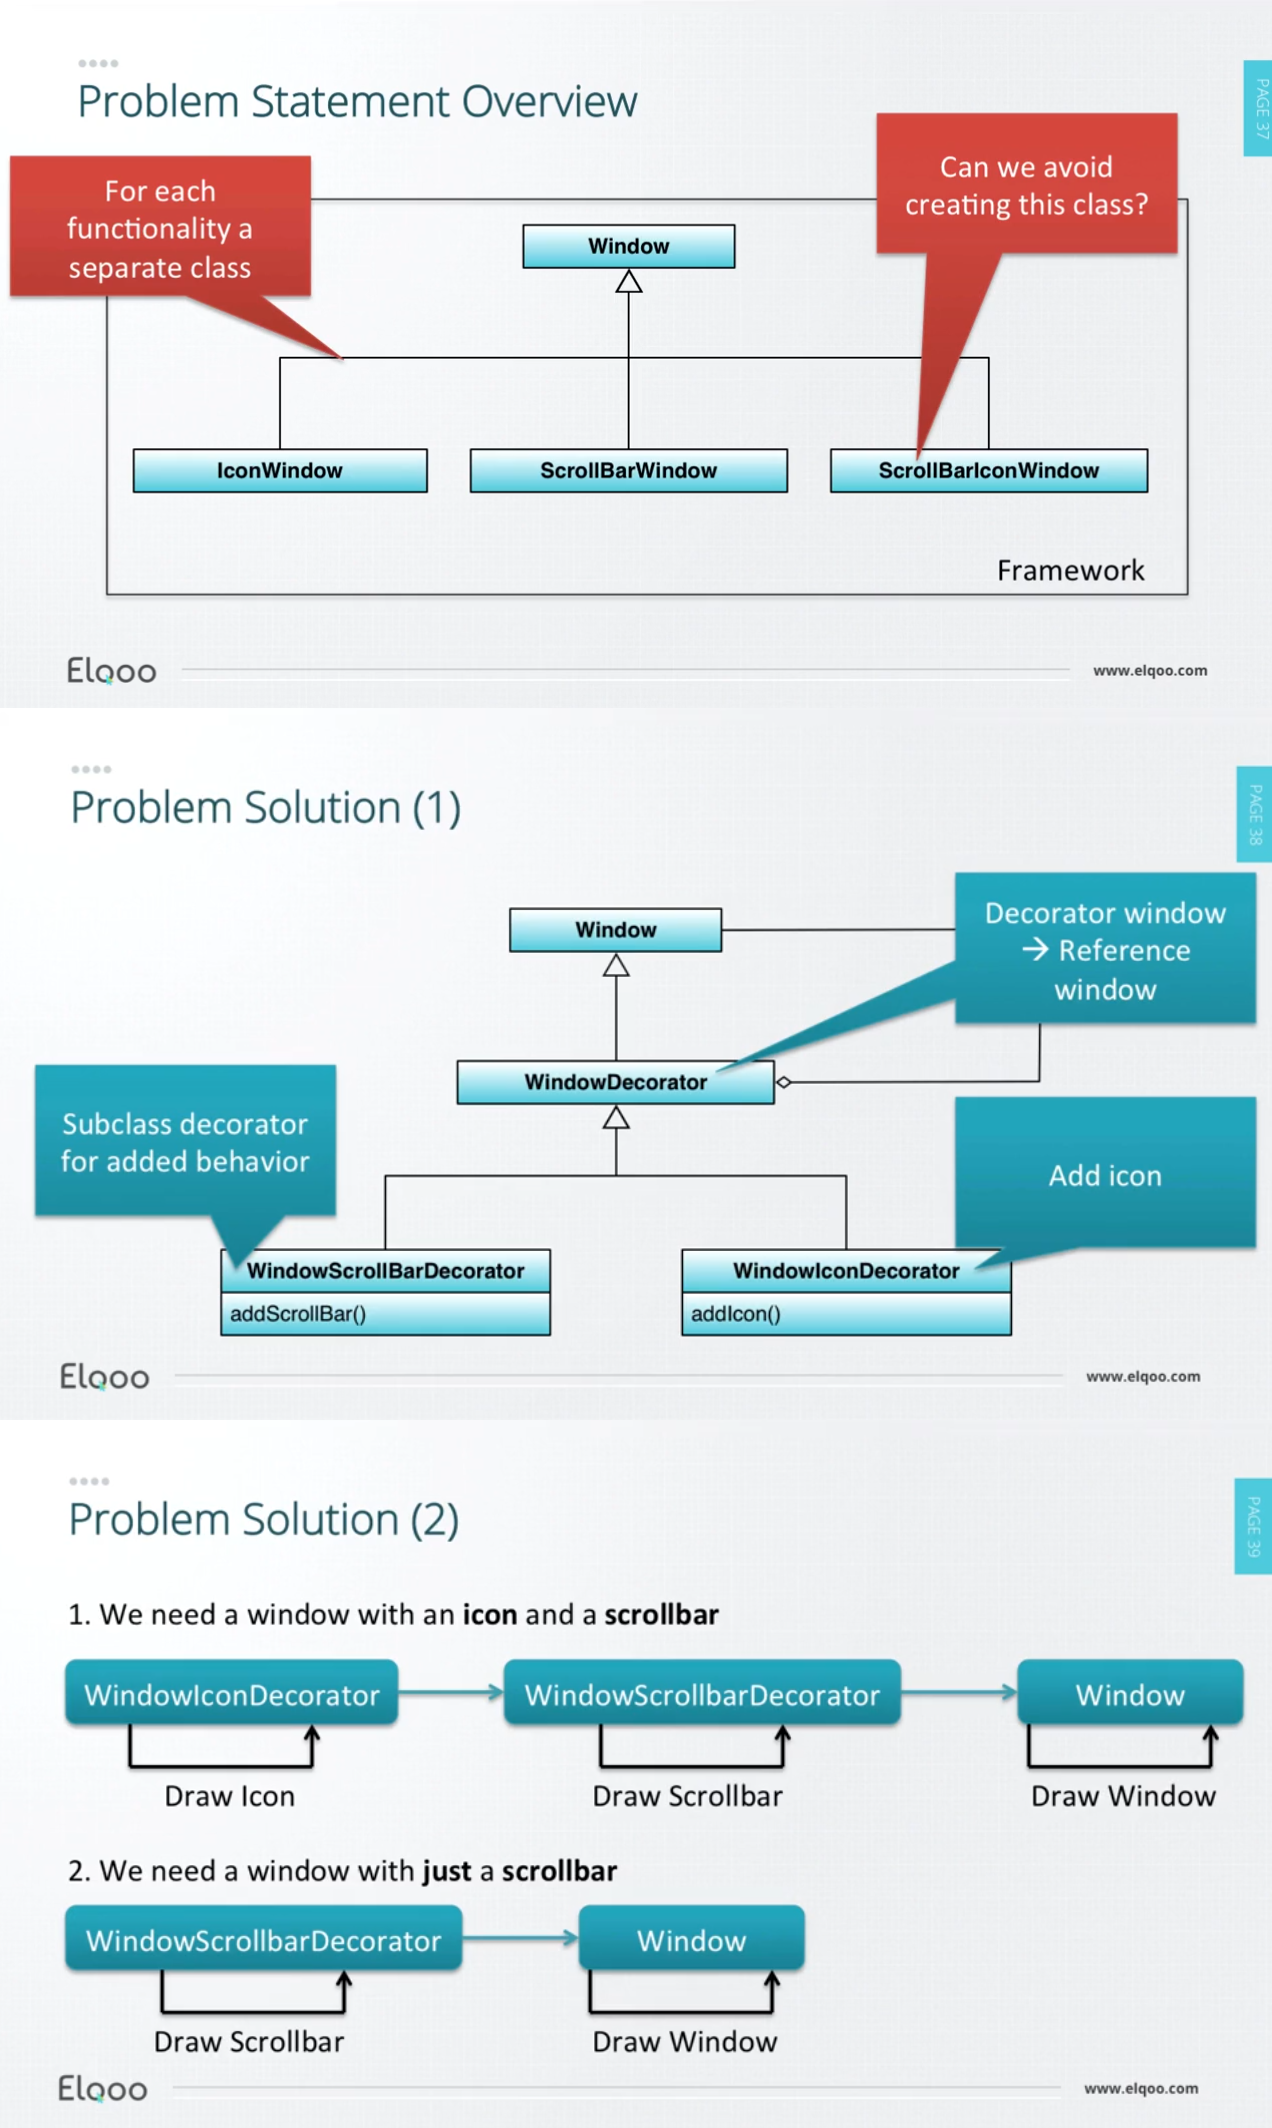 Problem Statement Overview
PAGE 37
For each
functionality a
separate class
Can we avoid
creating this class?
Window
IconWindow
ScrollBarWindow
ScrollBarIconWindow
Framework
Elqoo
www.elqoo.com
Problem Solution (1)
PAGE 38
Window
Decorator window
→ Reference
window
WindowDecorator
Subclass decorator
for added behavior
Add icon
WindowScrollBarDecorator
addScrollBar()
WindowIconDecorator
addIcon()
Elqoo
www.elqoo.com
Problem Solution (2)
PAGE 39
1. We need a window with an icon and a scrollbar
WindowIconDecorator
WindowScrollbarDecorator
Window
Draw Icon
Draw Scrollbar
Draw Window
2. We need a window with just a scrollbar
WindowScrollbarDecorator
Window
Draw Scrollbar
Draw Window
Elqoo
www.elqoo.com